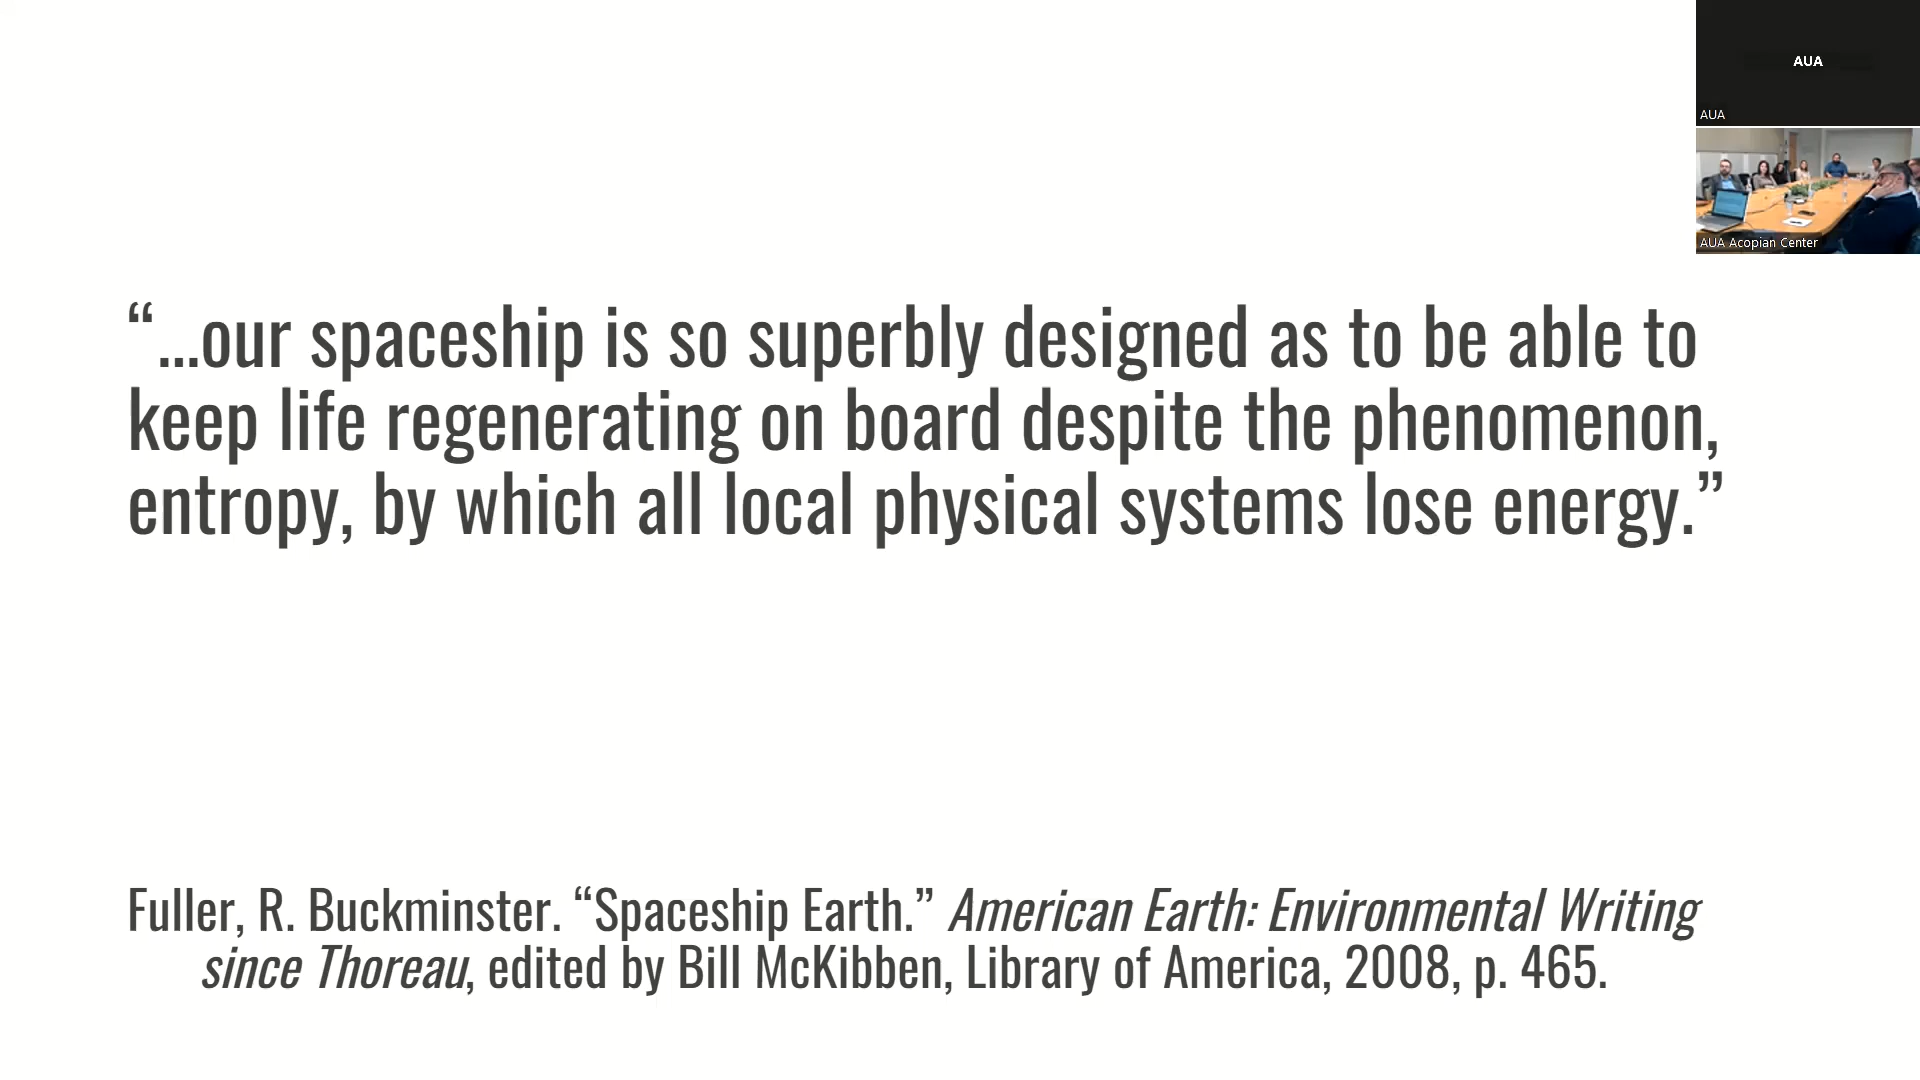 AUA
AUA
AUA Acopian Center
“...our spaceship is so superbly designed as to be able to
keep life regenerating on board despite the phenomenon,
entropy, by which all local physical systems lose energy.”
Fuller, R. Buckminster. “Spaceship Earth.” American Earth: Environmental Writing
since Thoreau, edited by Bill McKibben, Library of America, 2008, p. 465.